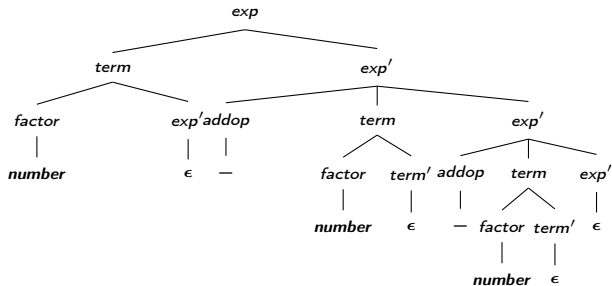 exp
term exp′
factor exp′ addop term exp′
number ϵ − factor term′ addop term exp′
number ϵ − factor term′ ϵ
number ϵ